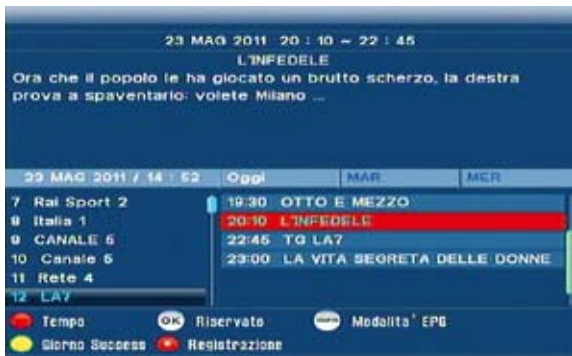 23 MAG 2011 20 : 10 ~ 22 : 45
L'INFEDELE
Ora che il popolo le ha giocato un brutto scherzo, la destra
prova a spaventarlo: volete Milano ...
23 MAG 2011 / 14 : 52 Oggi MAR MER
7 Rai Sport 2
8 Italia 1
9 CANALE 5
10 Canale 5
11 Rete 4
12 LA7
19:30 OTTO E MEZZO
20:10 L'INFEDELE
22:45 TG LA7
23:00 LA VITA SEGRETA DELLE DONNE
Tempo OK Riservato Modalita' EPG
Giorno Success Registrazione